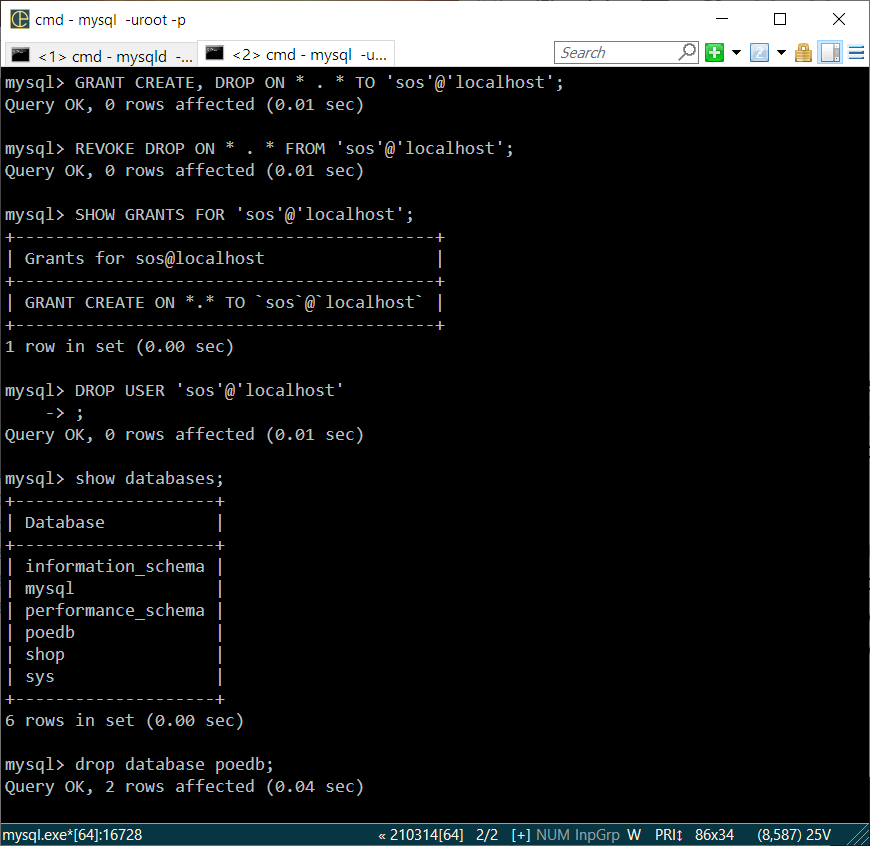 cmd - mysql  -uroot -p
<1> cmd - mysqld  -...
<2> cmd - mysql  -u...
Search
mysql> GRANT CREATE, DROP ON * . * TO 'sos'@'localhost';
Query OK, 0 rows affected (0.01 sec)
mysql> REVOKE DROP ON * . * FROM 'sos'@'localhost';
Query OK, 0 rows affected (0.01 sec)
mysql> SHOW GRANTS FOR 'sos'@'localhost';
+------------------------------------------+
| Grants for sos@localhost                 |
+------------------------------------------+
| GRANT CREATE ON *.* TO `sos`@`localhost` |
+------------------------------------------+
1 row in set (0.00 sec)
mysql> DROP USER 'sos'@'localhost'
    -> ;
Query OK, 0 rows affected (0.01 sec)
mysql> show databases;
+--------------------+
| Database           |
+--------------------+
| information_schema |
| mysql              |
| performance_schema |
| poedb              |
| shop               |
| sys                |
+--------------------+
6 rows in set (0.00 sec)
mysql> drop database poedb;
Query OK, 2 rows affected (0.04 sec)
mysql.exe*[64]:16728 « 210314[64] 2/2 [+] NUM InpGrp W PRI↕ 86x34 (8,587) 25V